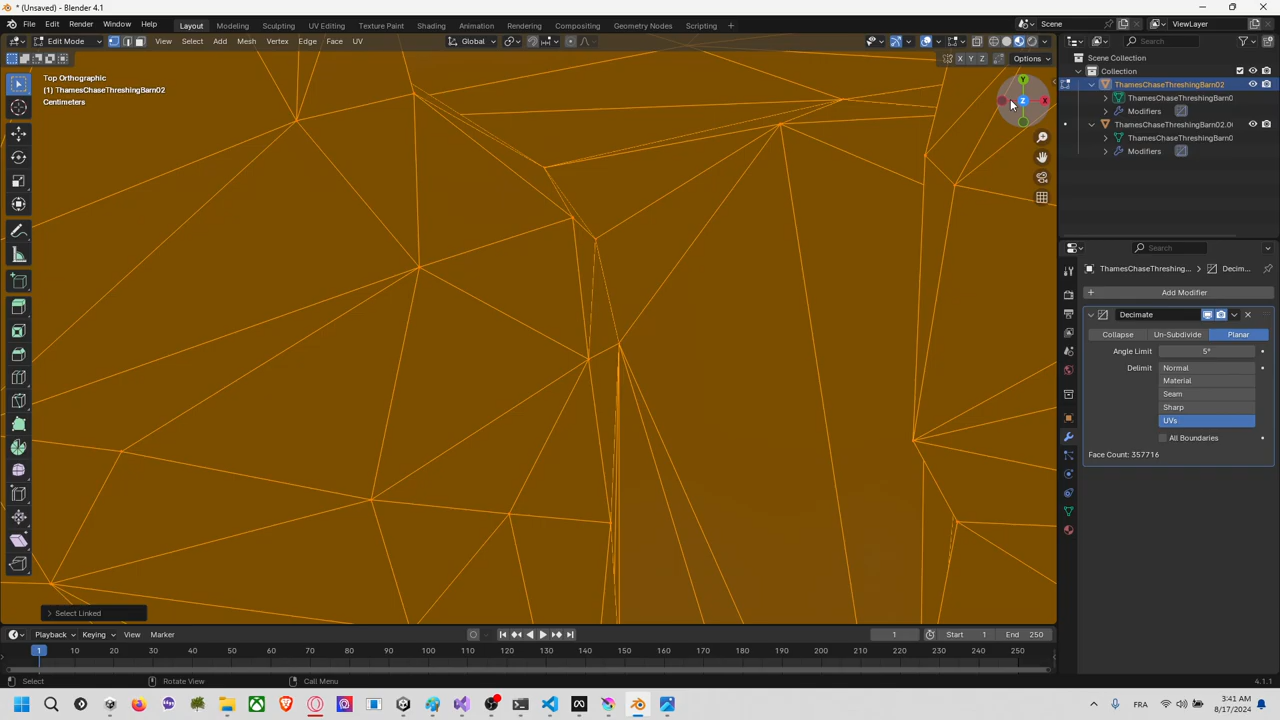 * (Unsaved) - Blender 4.1
File Edit Render Window Help Layout Modeling Sculpting UV Editing Texture Paint Shading Animation Rendering Compositing Geometry Nodes Scripting + Scene ViewLayer
Edit Mode View Select Add Mesh Vertex Edge Face UV Global Search
X Y Z Options
Top Orthographic
(1) ThamesChaseThreshingBarn02
Centimeters
Y
Z X
Scene Collection
Collection
ThamesChaseThreshingBarn02
ThamesChaseThreshingBarn0
Modifiers
ThamesChaseThreshingBarn02.0
ThamesChaseThreshingBarn0
Modifiers
Search
ThamesChaseThreshing... > Decim...
+ Add Modifier
Decimate
Collapse Un-Subdivide Planar
Angle Limit 5°
Delimit Normal
Material
Seam
Sharp
UVs
All Boundaries
Face Count: 357716
> Select Linked
Playback Keying View Marker 1 Start 1 End 250
1 10 20 30 40 50 60 70 80 90 100 110 120 130 140 150 160 170 180 190 200 210 220 230 240 250
Select Rotate View Call Menu 4.1.1
FR 3:41 AM
8/17/2024